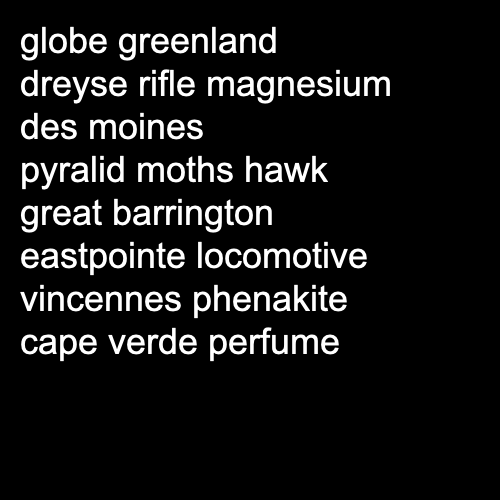 globe greenland
dreyse rifle magnesium
des moines
pyralid moths hawk
great barrington
eastpointe locomotive
vincennes phenakite
cape verde perfume